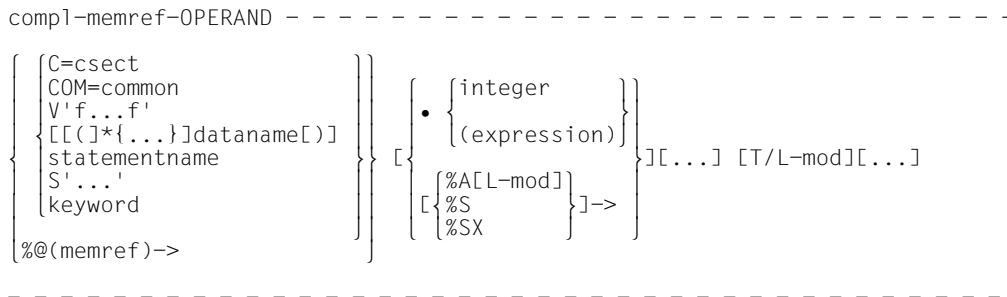 compl-memref-OPERAND - - - - - - - - - - - - - - - - - - - - - - - - - - - - - - - - - -
C=csect
COM=common
integer
V'f...f'
•
[[(]*{...}]dataname[)]
(expression)
statementname
[ ][...] [T/L-mod][...]
S'...'
%A[L-mod]
keyword
[ %S ]->
%SX
%@(memref)->
- - - - - - - - - - - - - - - - - - - - - - - - - - - - - - - - - - - - - - - - - - -